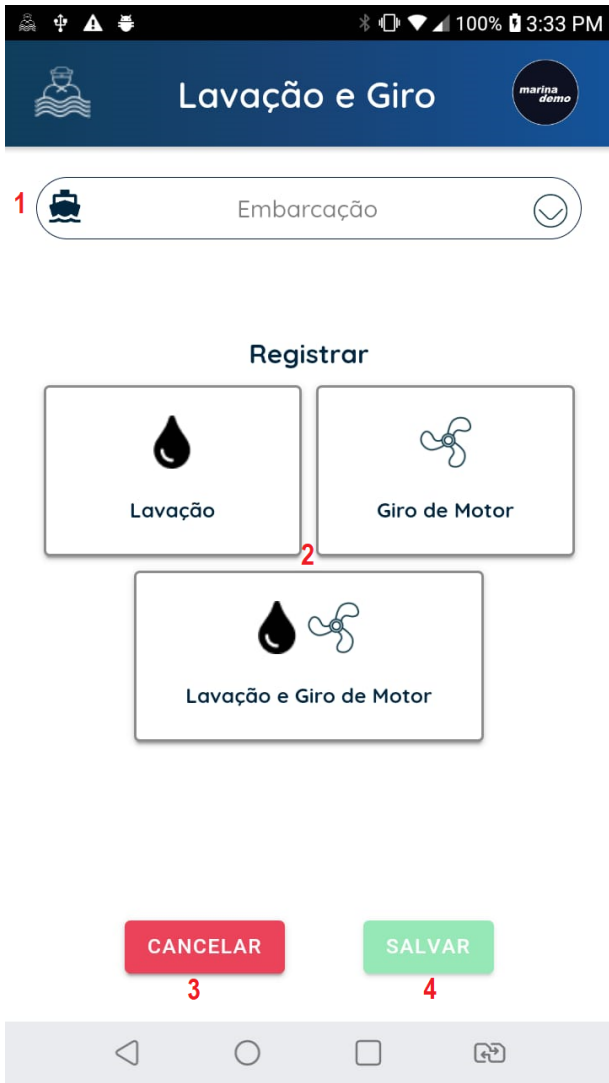 100% 3:33 PM
Lavação e Giro
marina
demo
1
Embarcação
Registrar
Lavação
Giro de Motor
2
Lavação e Giro de Motor
CANCELAR
SALVAR
3
4